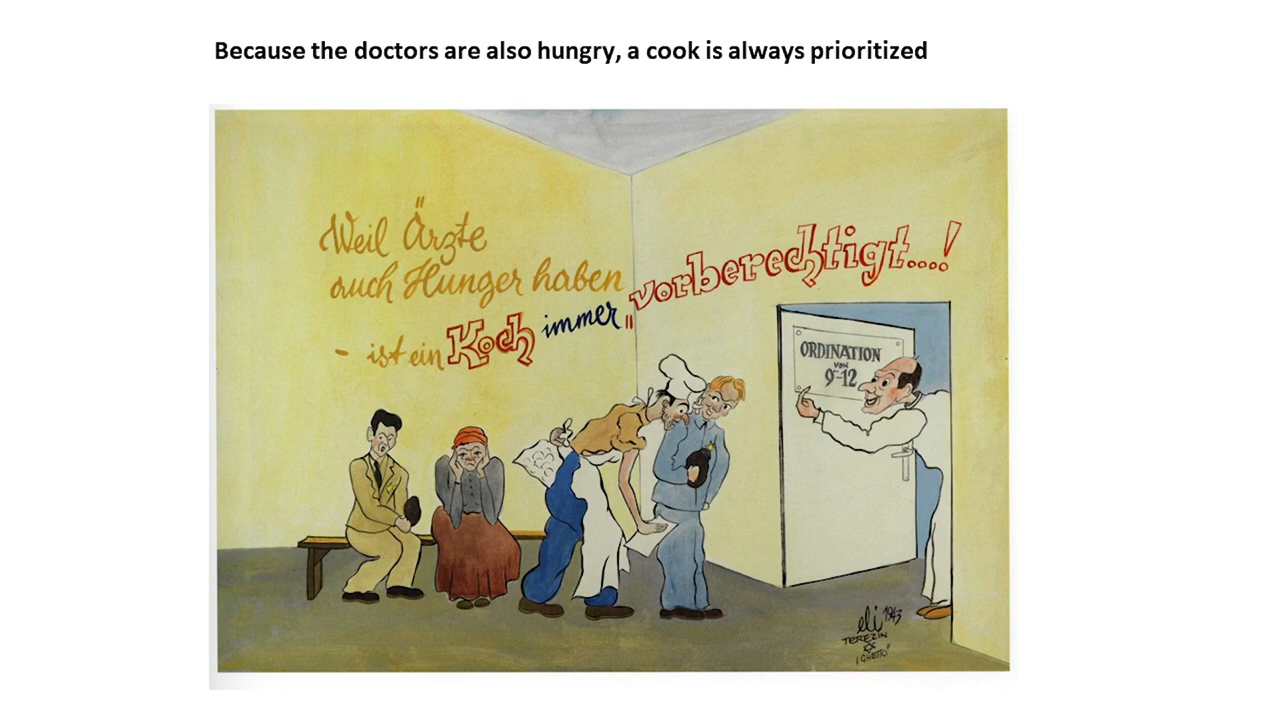 Because the doctors are also hungry, a cook is always prioritized
Weil Ärzte
auch Hunger haben
- ist ein Koch immer „vorberechtigt....!
ORDINATION
VON
9-12
eli 1943
TEREZIN
„GHETTO"